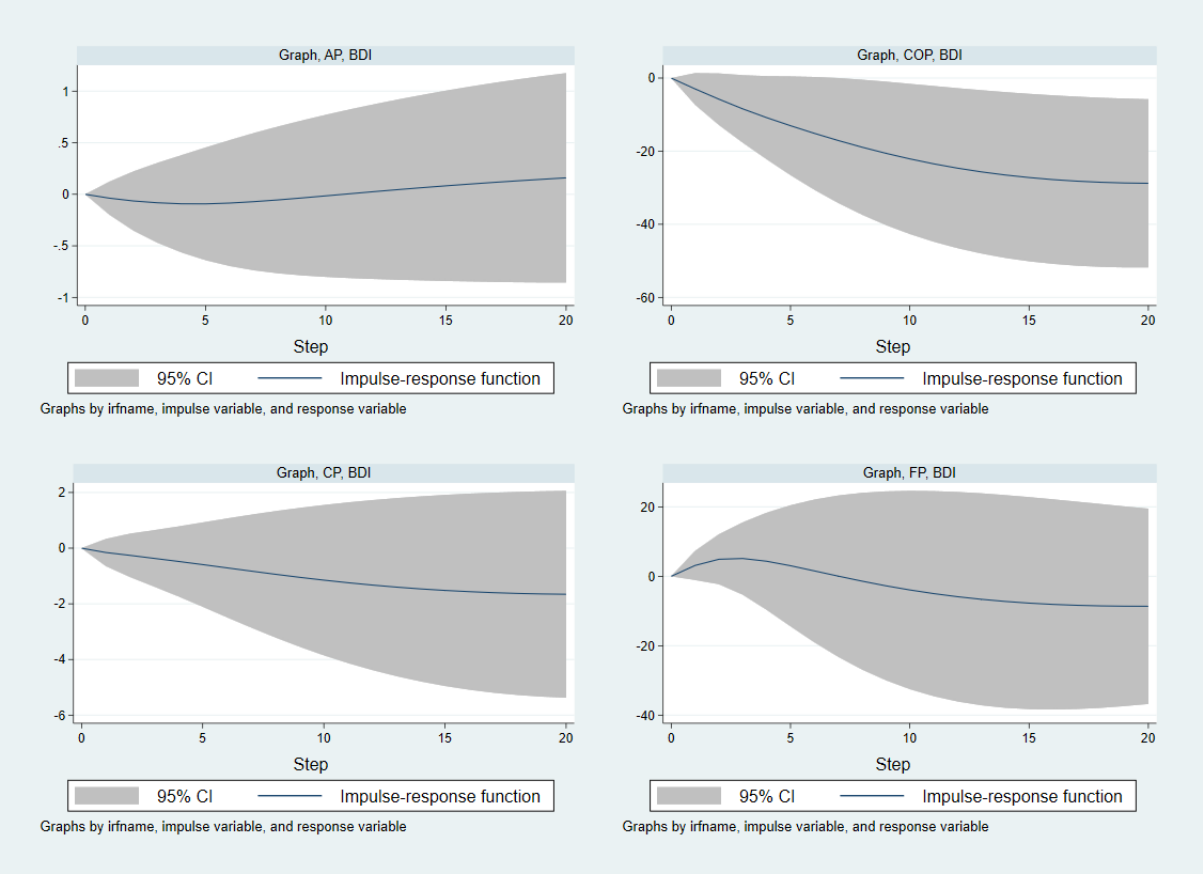 Graph, AP, BDI
1
.5
0
-.5
-1
0 5 10 15 20
Step
95% CI Impulse-response function
Graphs by irfname, impulse variable, and response variable
Graph, COP, BDI
0
-20
-40
-60
0 5 10 15 20
Step
95% CI Impulse-response function
Graphs by irfname, impulse variable, and response variable
Graph, CP, BDI
2
0
-2
-4
-6
0 5 10 15 20
Step
95% CI Impulse-response function
Graphs by irfname, impulse variable, and response variable
Graph, FP, BDI
20
0
-20
-40
0 5 10 15 20
Step
95% CI Impulse-response function
Graphs by irfname, impulse variable, and response variable